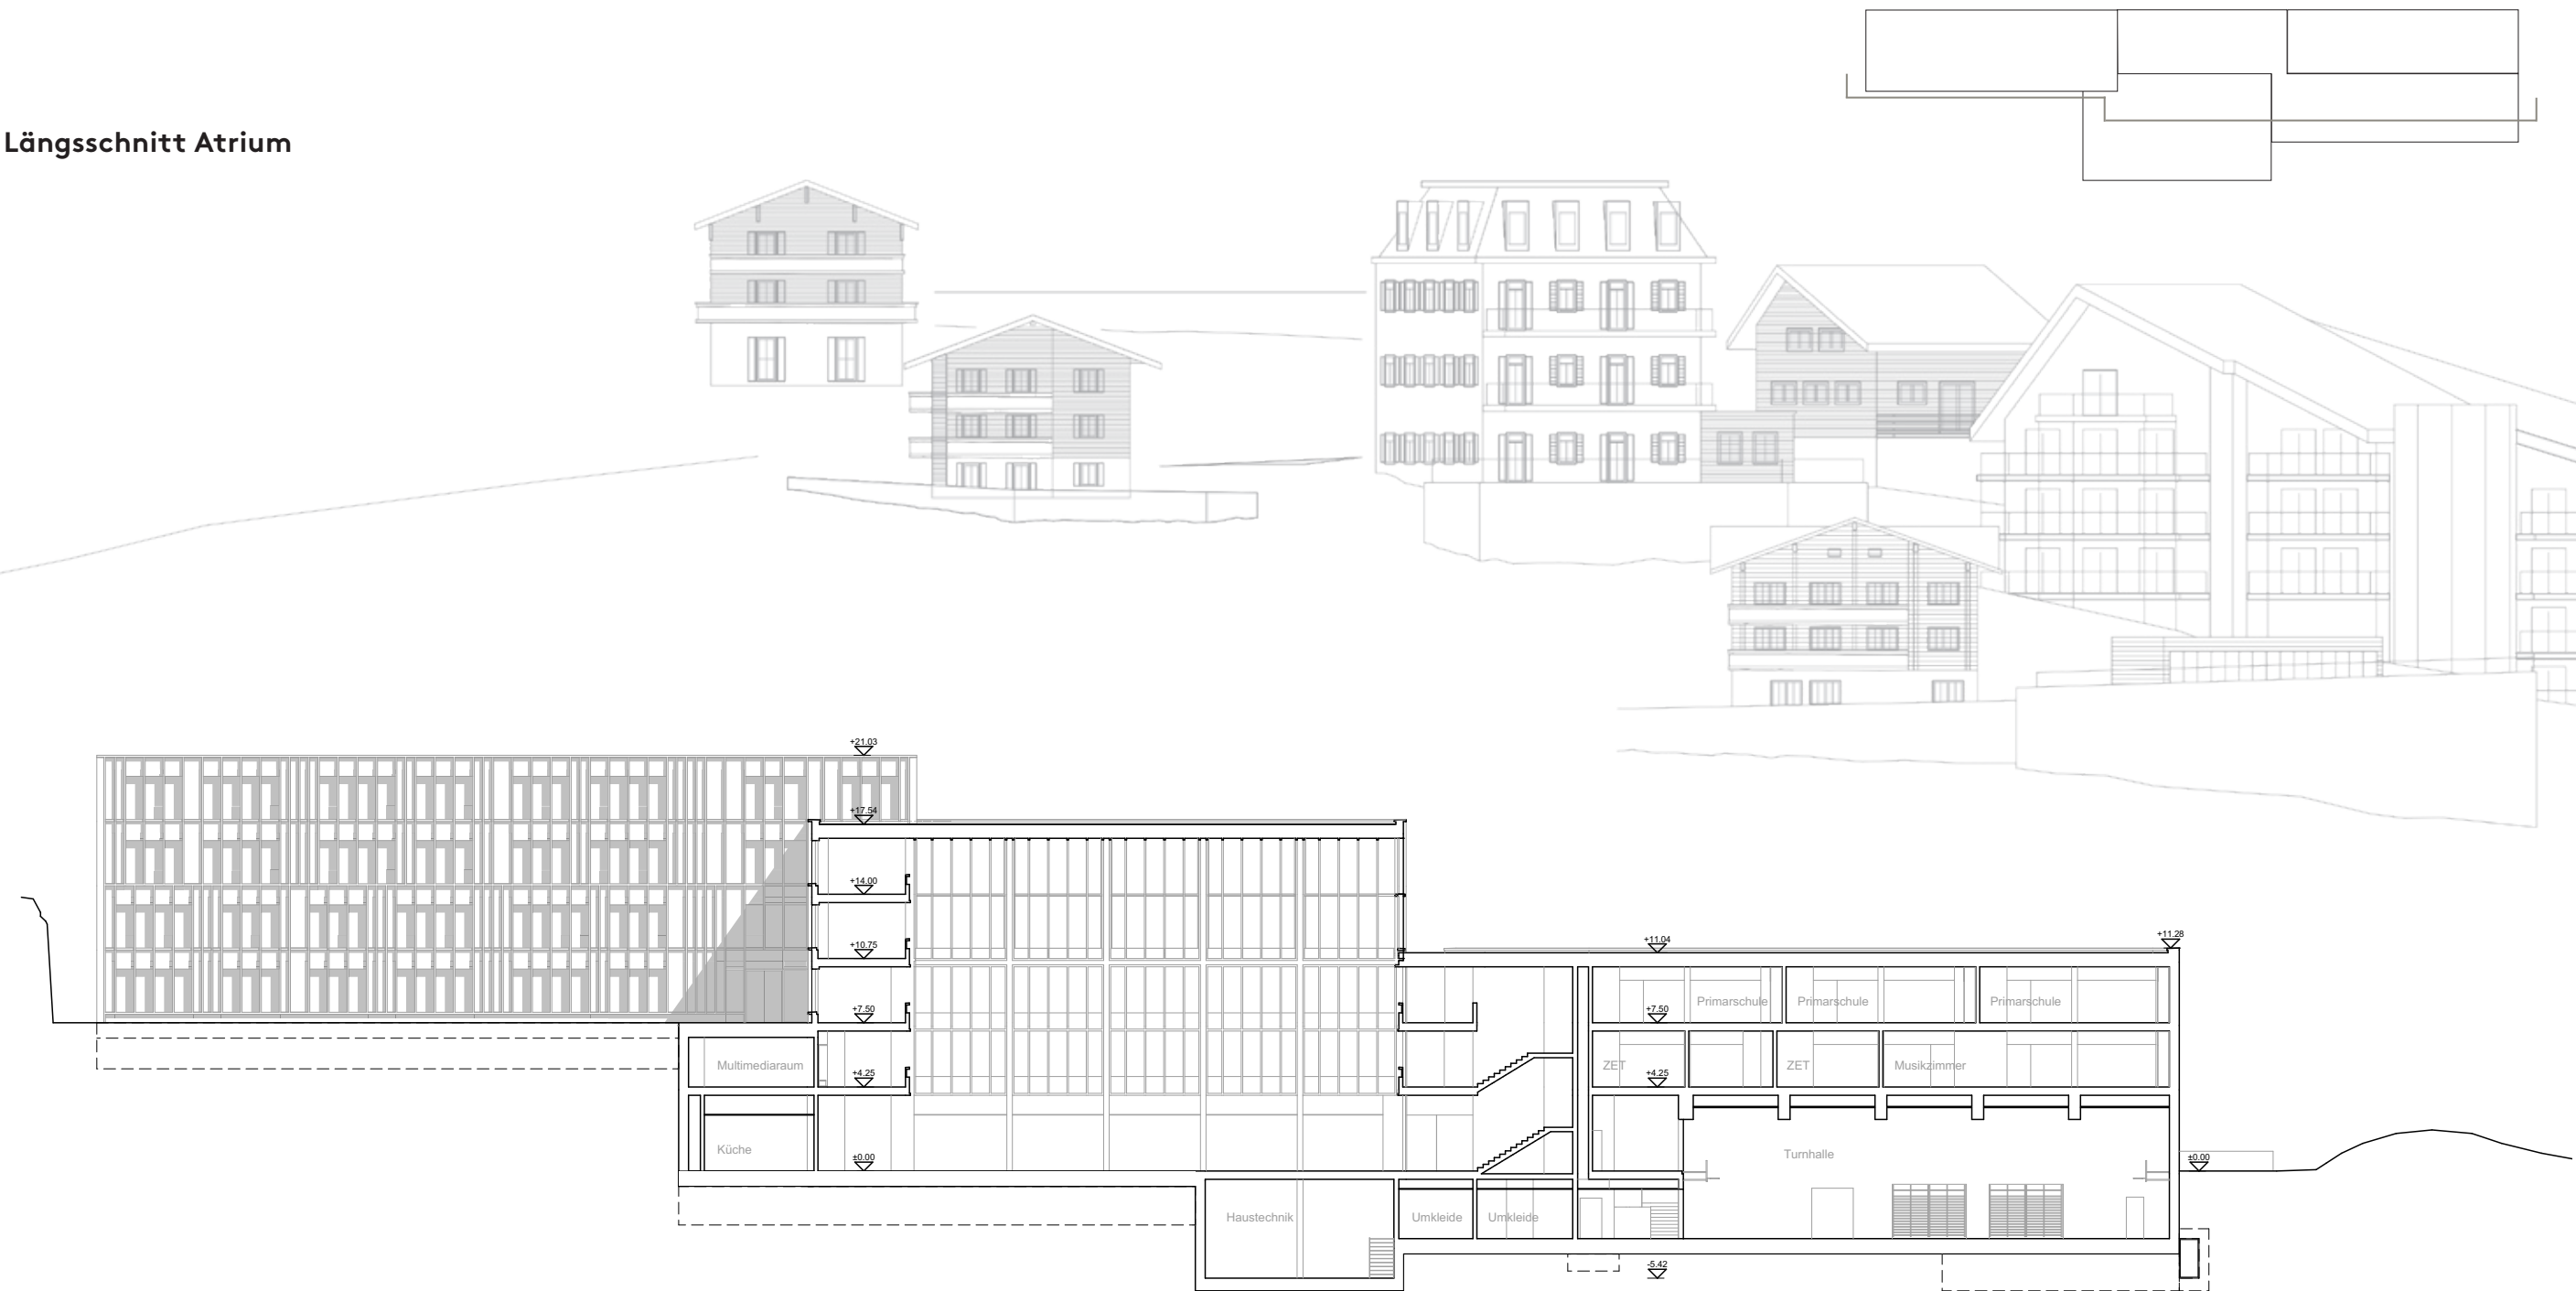 Längsschnitt Atrium
+21.03
+17.54
+14.00
+10.75
+11.04
+11.28
+7.50
Primarschule
Primarschule
Primarschule
+7.50
Multimediaraum
+4.25
ZET
+4.25
ZET
Musikzimmer
Küche
±0.00
Turnhalle
±0.00
Haustechnik
Umkleide
Umkleide
-5.42